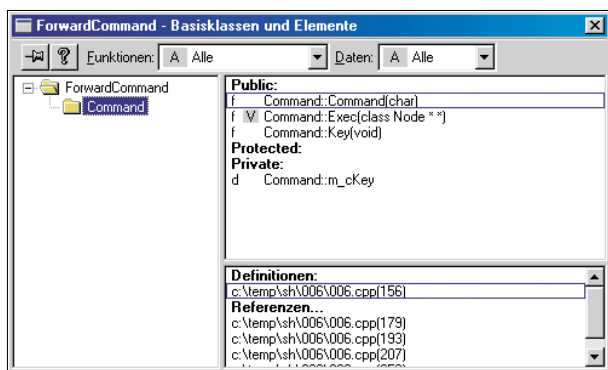 ForwardCommand - Basisklassen und Elemente
Funktionen: A Alle Daten: A Alle
ForwardCommand
Command
Public:
f Command::Command(char)
f V Command::Exec(class Node * *)
f Command::Key(void)
Protected:
Private:
d Command::m_cKey
Definitionen:
c:\temp\sh\006\006.cpp(156)
Referenzen...
c:\temp\sh\006\006.cpp(179)
c:\temp\sh\006\006.cpp(193)
c:\temp\sh\006\006.cpp(207)